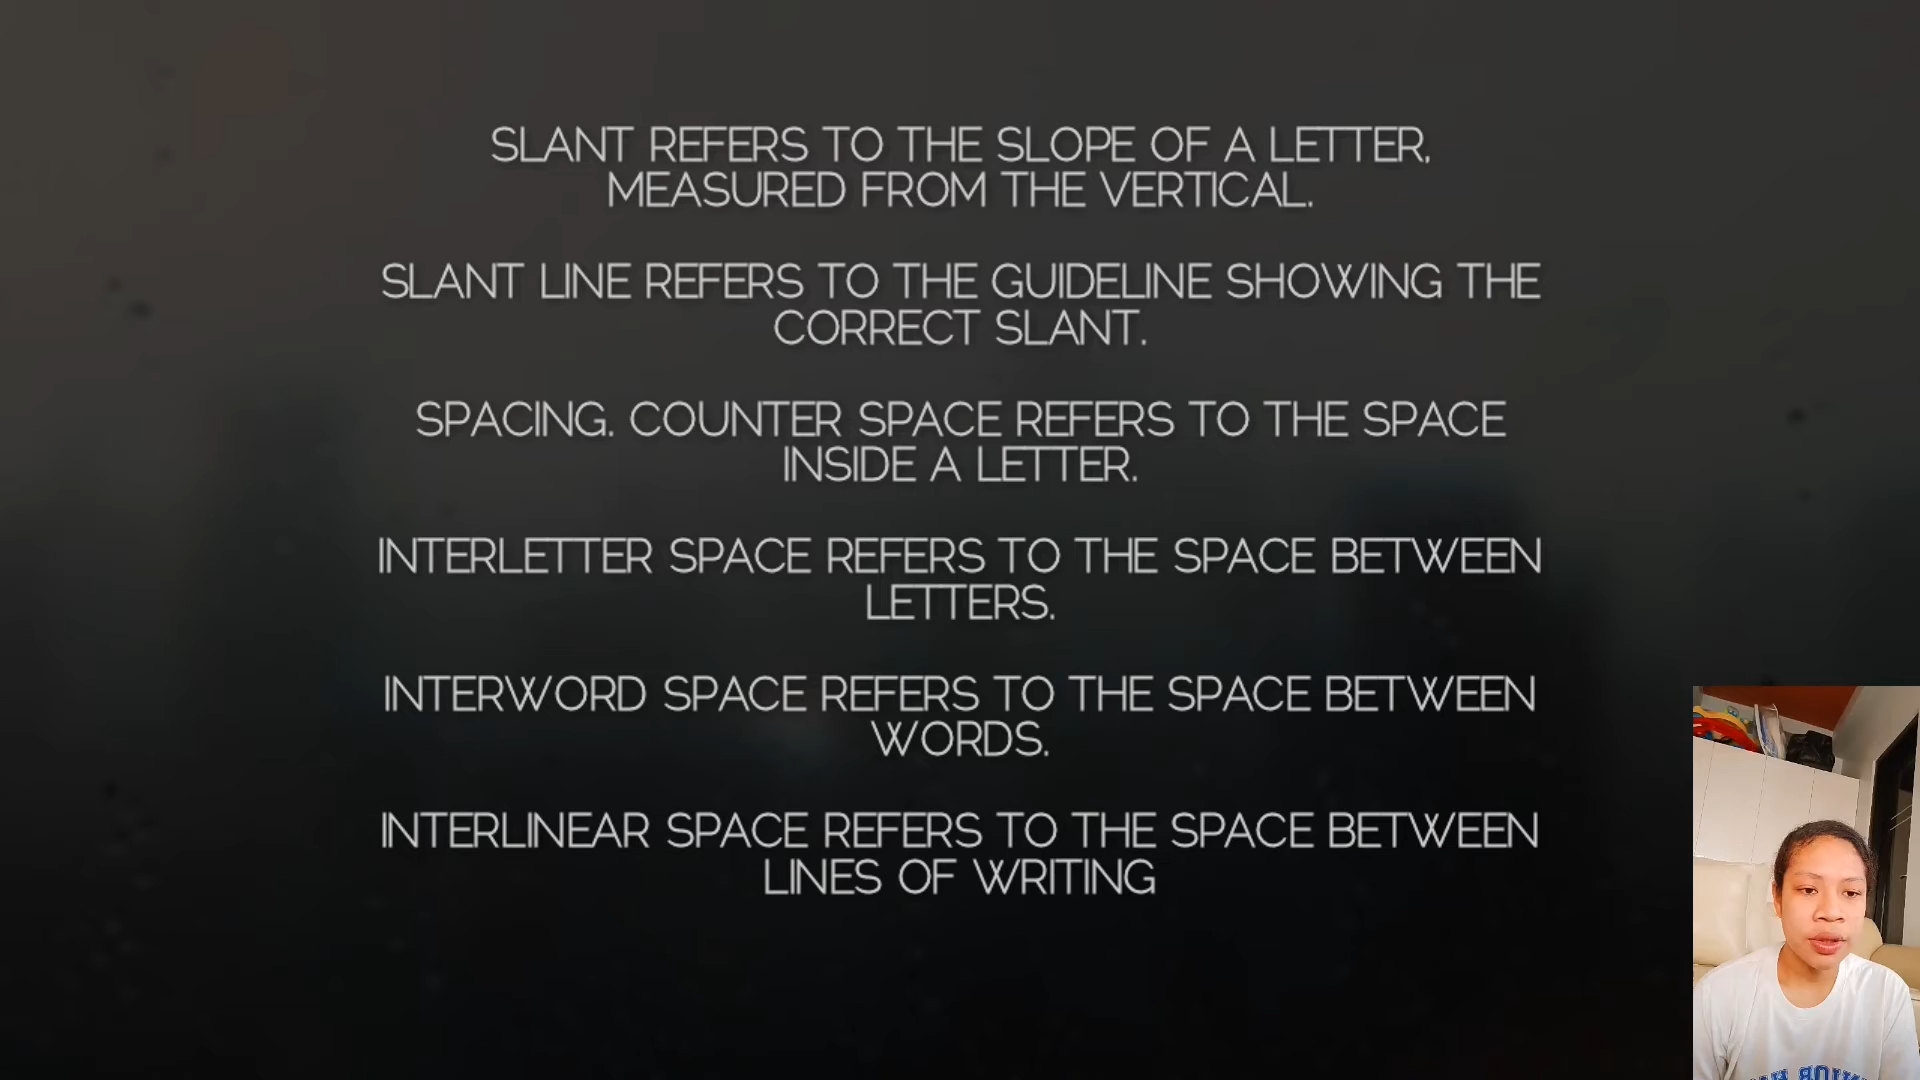 SLANT REFERS TO THE SLOPE OF A LETTER,
MEASURED FROM THE VERTICAL.
SLANT LINE REFERS TO THE GUIDELINE SHOWING THE
CORRECT SLANT.
SPACING. COUNTER SPACE REFERS TO THE SPACE
INSIDE A LETTER.
INTERLETTER SPACE REFERS TO THE SPACE BETWEEN
LETTERS.
INTERWORD SPACE REFERS TO THE SPACE BETWEEN
WORDS.
INTERLINEAR SPACE REFERS TO THE SPACE BETWEEN
LINES OF WRITING